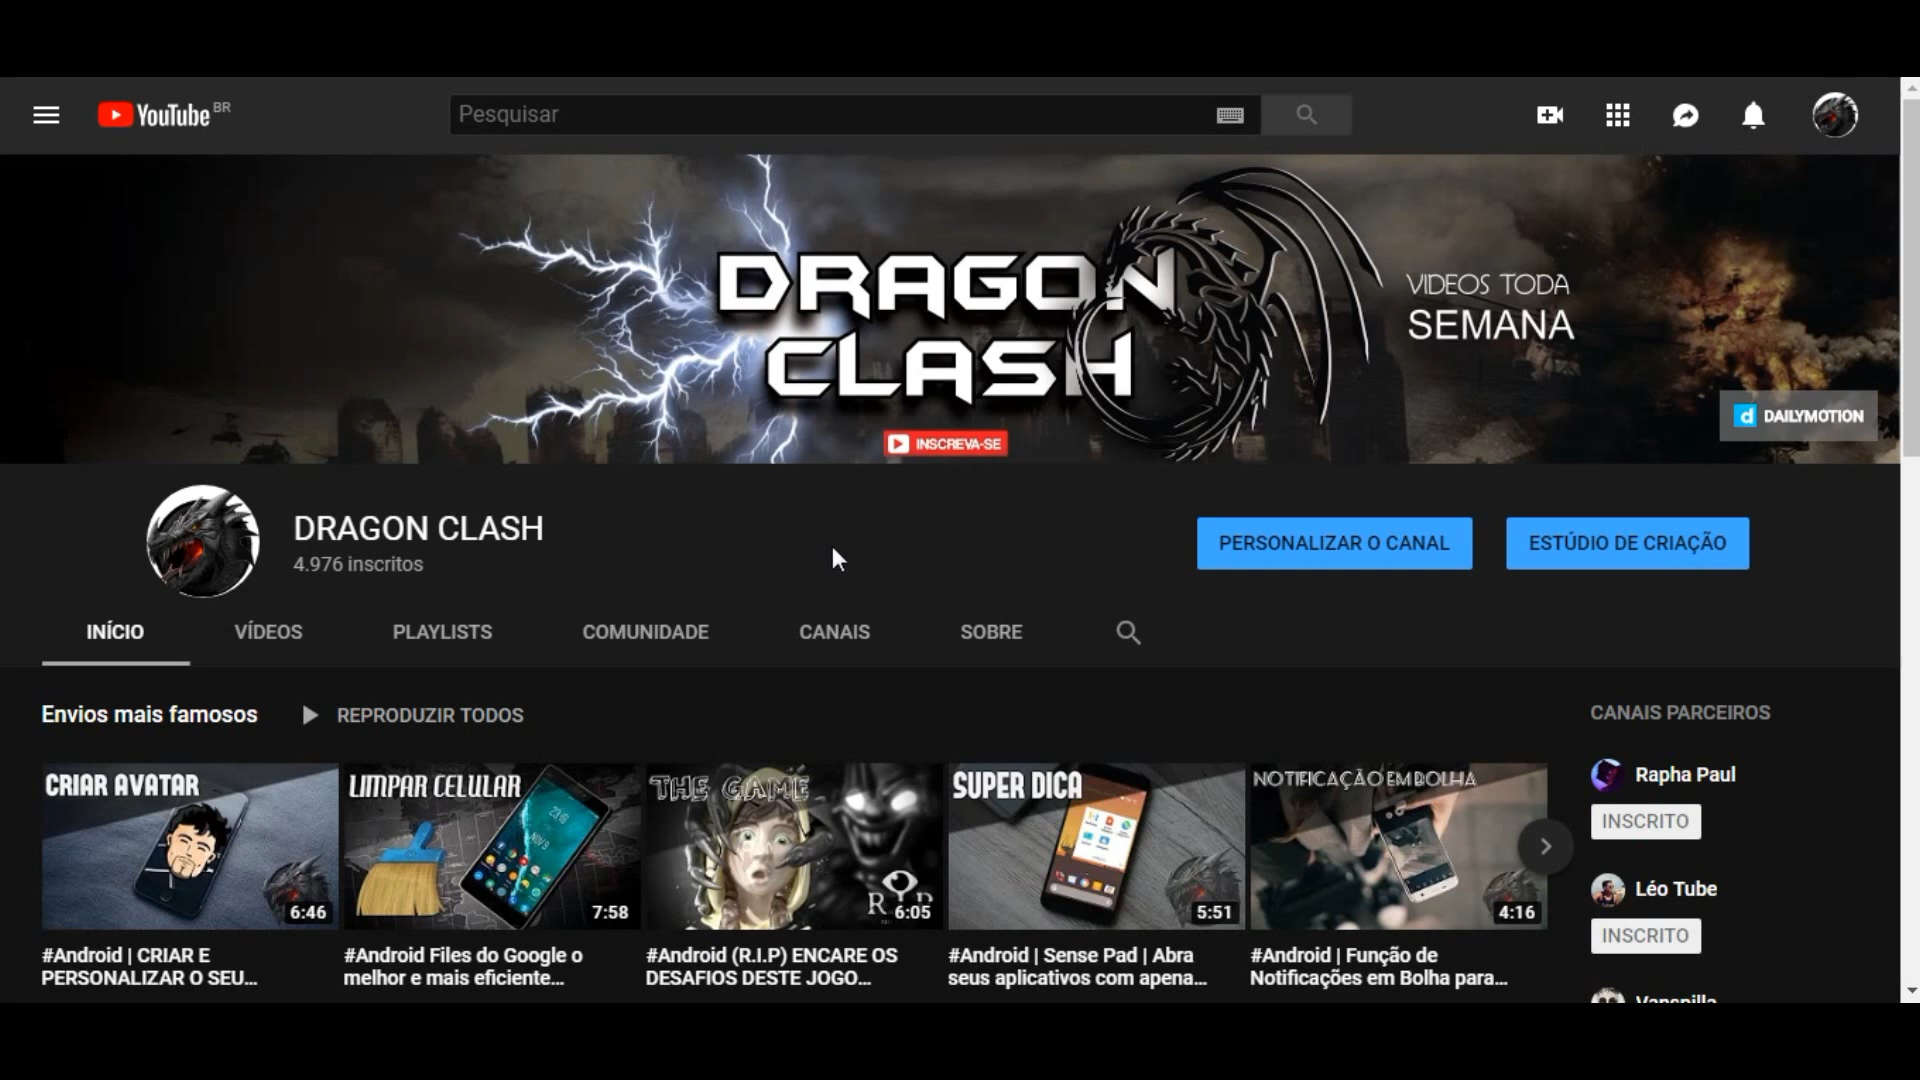 YouTube BR
Pesquisar
DRAGON
CLASH
VIDEOS TODA
SEMANA
INSCREVA-SE
d DAILYMOTION
DRAGON CLASH
4.976 inscritos
PERSONALIZAR O CANAL
ESTÚDIO DE CRIAÇÃO
INÍCIO
VÍDEOS
PLAYLISTS
COMUNIDADE
CANAIS
SOBRE
Envios mais famosos
REPRODUZIR TODOS
CANAIS PARCEIROS
CRIAR AVATAR
6:46
#Android | CRIAR E
PERSONALIZAR O SEU...
LIMPAR CELULAR
7:58
#Android Files do Google o
melhor e mais eficiente...
THE GAME
6:05
#Android (R.I.P) ENCARE OS
DESAFIOS DESTE JOGO...
SUPER DICA
5:51
#Android | Sense Pad | Abra
seus aplicativos com apena...
NOTIFICAÇÃO EM BOLHA
4:16
#Android | Função de
Notificações em Bolha para...
Rapha Paul
INSCRITO
Léo Tube
INSCRITO